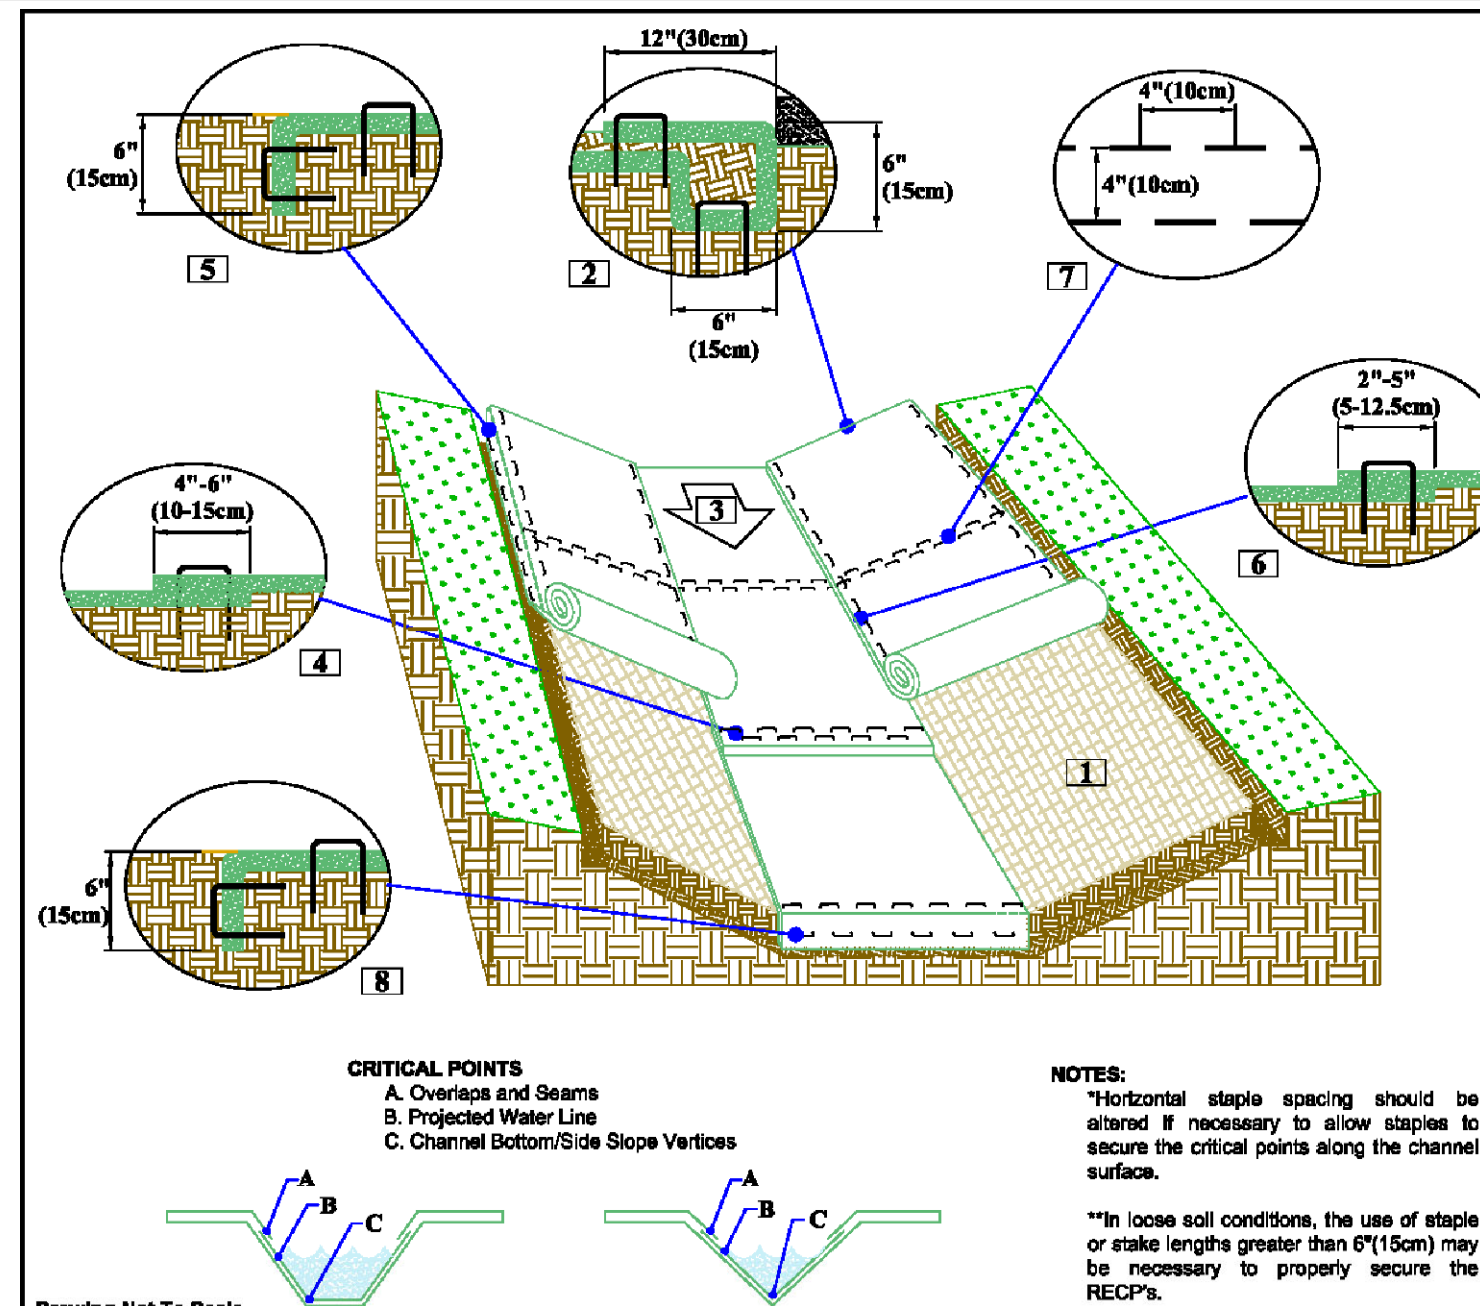 12"(30cm)
6"
(15cm)
5
6"
(15cm)
2
6"
(15cm)
4"(10cm)
4"(10cm)
7
2"-5"
(5-12.5cm)
6
3
4"-6"
(10-15cm)
4
1
6"
(15cm)
8
CRITICAL POINTS
A. Overlaps and Seams
B. Projected Water Line
C. Channel Bottom/Side Slope Vertices
A
B
C
A
B
C
NOTES:
*Horizontal staple spacing should be
altered if necessary to allow staples to
secure the critical points along the channel
surface.
**In loose soil conditions, the use of staple
or stake lengths greater than 6"(15cm) may
be necessary to properly secure the
RECP's.
Drawing Not To Scale